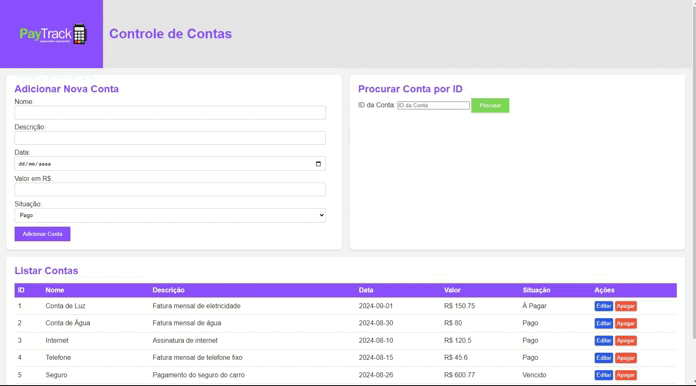 PayTrack
Controle de Contas
Adicionar Nova Conta
Nome:
Descrição:
Data:
dd/mm/aaaa
Valor em R$:
Situação:
Pago
Adicionar Conta
Procurar Conta por ID
ID da Conta: ID da Conta Procurar
Listar Contas
ID Nome Descrição Data Valor Situação Ações
1 Conta de Luz Fatura mensal de eletricidade 2024-09-01 R$ 150.75 À Pagar Editar Apagar
2 Conta de Água Fatura mensal de água 2024-08-30 R$ 80 Pago Editar Apagar
3 Internet Assinatura de internet 2024-08-10 R$ 120.5 Pago Editar Apagar
4 Telefone Fatura mensal de telefone fixo 2024-08-15 R$ 45.6 Pago Editar Apagar
5 Seguro Pagamento do seguro do carro 2024-08-26 R$ 600.77 Vencido Editar Apagar